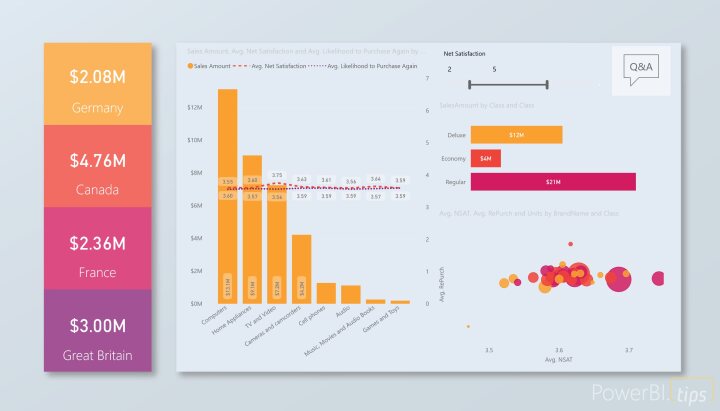 $2.08M
Germany
$4.76M
Canada
$2.36M
France
$3.00M
Great Britain
Sales Amount, Avg. Net Satisfaction and Avg. Likelihood to Purchase Again by ...
Sales Amount Avg. Net Satisfaction Avg. Likelihood to Purchase Again
$12M
$10M
$8M
$6M
$4M
$2M
$0M
7
6
5
4
3
2
1
0
3.55 3.60 3.75 3.63 3.61 3.56 3.64 3.59
3.60 3.57 3.56 3.59 3.59 3.59 3.57 3.59
$13.1M $9.1M $7.2M $4.2M
Computers
Home Appliances
TV and Video
Cameras and camcorders
Cell phones
Audio
Music, Movies and Audio Books
Games and Toys
Net Satisfaction
2 5
Q&A
SalesAmount by Class and Class
Deluxe $12M
Economy $4M
Regular $21M
Avg. NSAT, Avg. RePurch and Units by BrandName and Class
Avg. RePurch
3.5 3.6 3.7
Avg. NSAT
PowerBI.tips